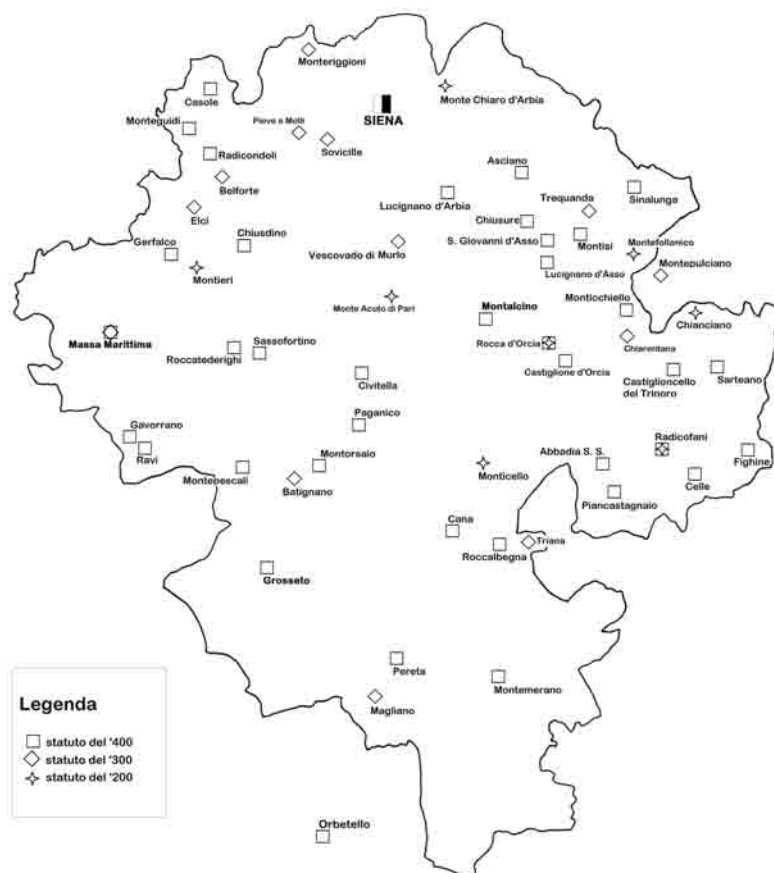 Monteriggioni
Casole
Monte Chiaro d'Arbia
SIENA
Monteguidi
Pieve a Molli
Sovicille
Radicondoli
Asciano
Belforte
Sinalunga
Lucignano d'Arbia
Trequanda
Elci
Chiusure
Chiusdino
S. Giovanni d'Asso
Montisi
Gerfalco
Vescovado di Murlo
Montefollonico
Montieri
Lucignano d'Asso
Montepulciano
Monte Acuto di Pari
Monticchiello
Montalcino
Chianciano
Massa Marittima
Sassofortino
Rocca d'Orcia
Chiarentana
Roccatederighi
Castiglione d'Orcia
Castiglioncello
del Trinoro
Sarteano
Civitella
Paganico
Gavorrano
Ravi
Montorsaio
Abbadia S. S.
Radicofani
Fighine
Montepescali
Batignano
Monticello
Celle
Piancastagnaio
Cana
Triana
Roccalbegna
Grosseto
Pereta
Montemerano
Magliano
Legenda
statuto del '400
statuto del '300
statuto del '200
Orbetello